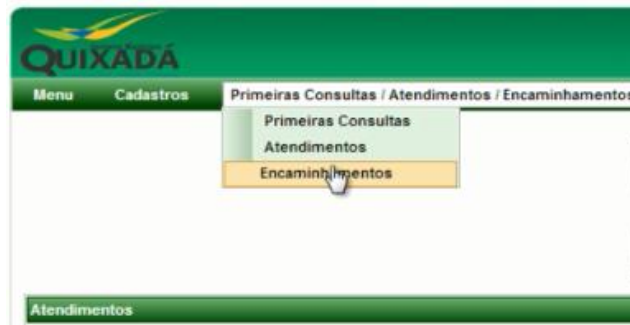 QUIXADÁ
Menu Cadastros Primeiras Consultas / Atendimentos / Encaminhamentos
Primeiras Consultas
Atendimentos
Encaminhamentos
Atendimentos